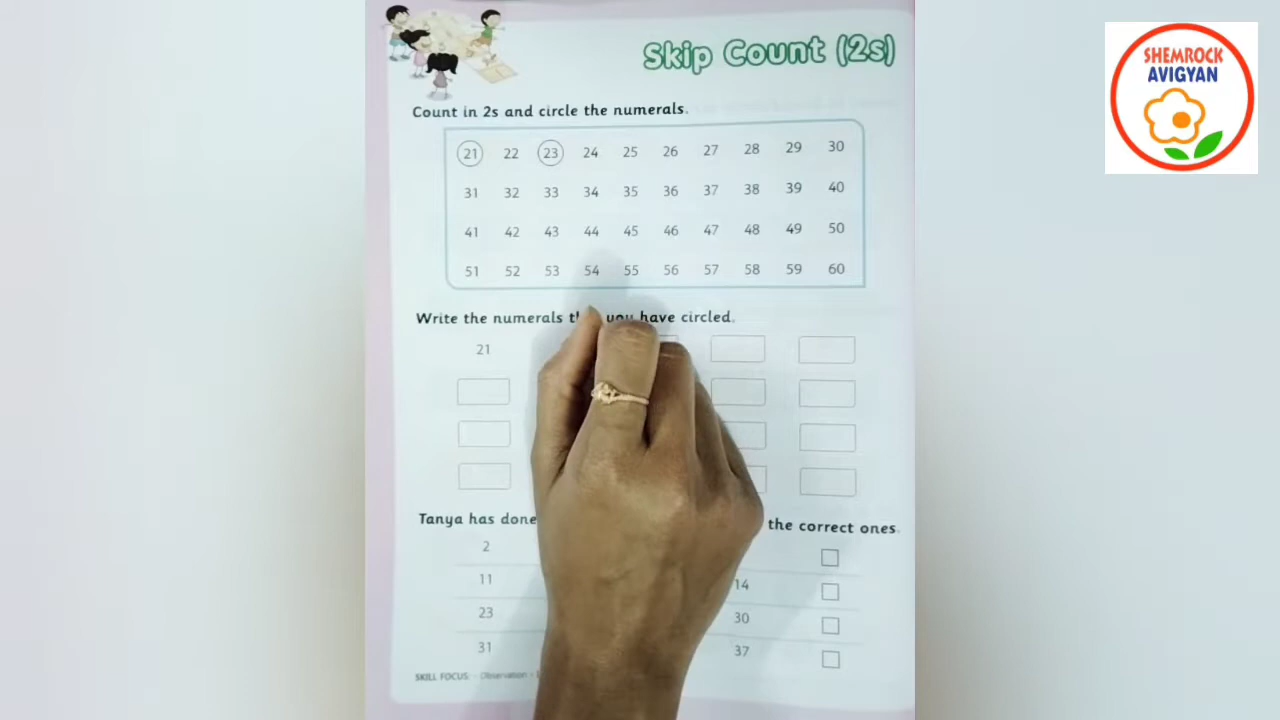 SHEMROCK
AVIGYAN
Skip Count (2s)
Count in 2s and circle the numerals.
21 22 23 24 25 26 27 28 29 30
31 32 33 34 35 36 37 38 39 40
41 42 43 44 45 46 47 48 49 50
51 52 53 54 55 56 57 58 59 60
Write the numerals you have circled.
21
Tanya has done the correct ones.
2
11 14
23 30
31 37
SKILL FOCUS: Observation